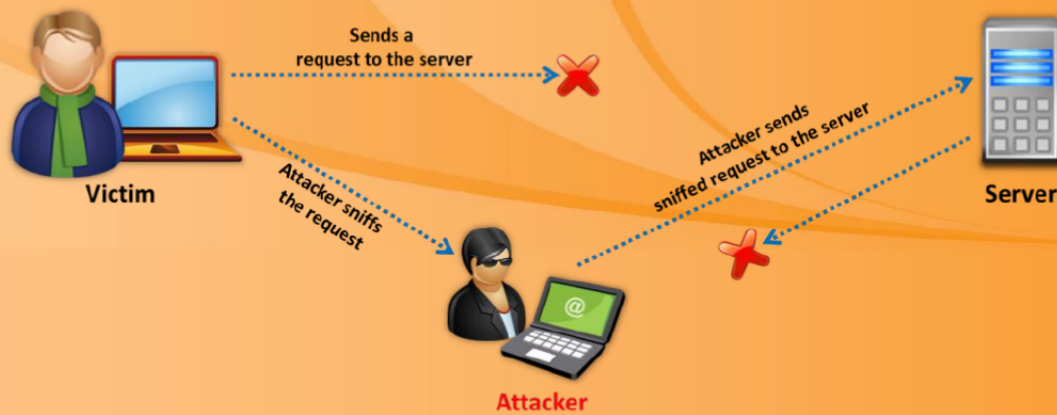 Sends a
request to the server
Victim
Attacker sniffs
the request
Attacker sends
sniffed request to the server
Server
@
Attacker